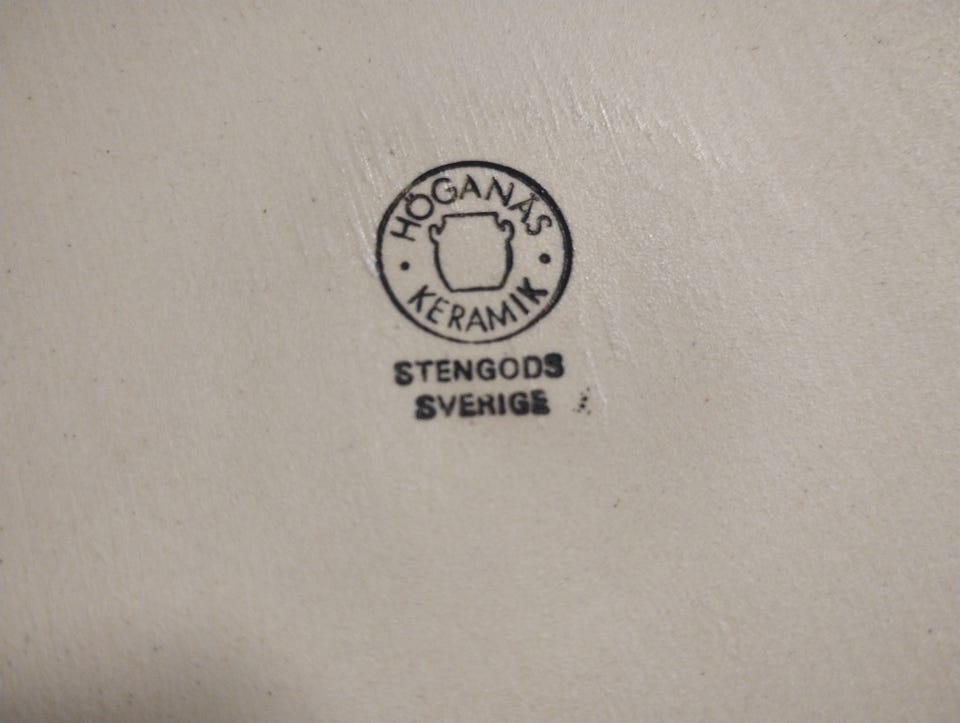 HÖGANÄS
KERAMIK
STENGODS
SVERIGE